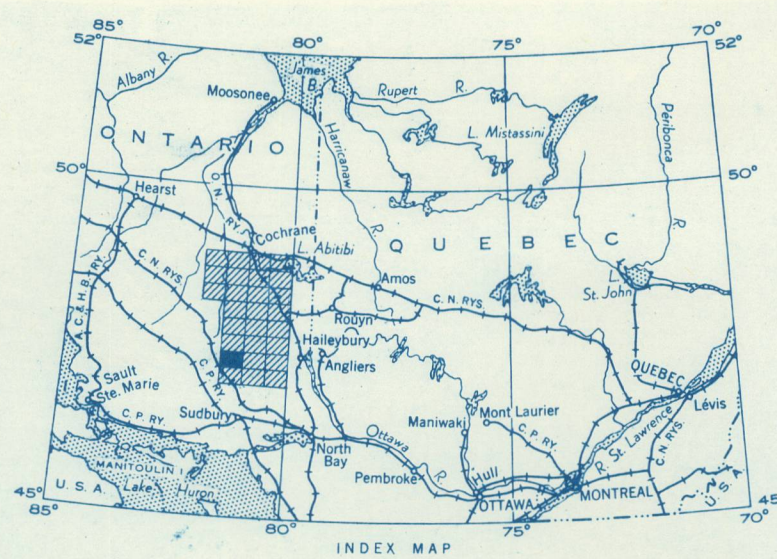 85°
52°
80°
75°
70°
52°
Albany R.
Moosonee
James
B.
Rupert R.
L. Mistassini
Péribonca
R.
ONTARIO
Harricanaw
R.
50°
50°
Hearst
O. N. RY.
Cochrane
L. Abitibi
QUEBEC
A.C.& H.B. RY.
C. N. RYS.
Amos
C. N. RYS.
L.
St. John
Rouyn
Haileybury
Angliers
C. P. RY.
Sault
Ste. Marie
C. P. RY.
Sudbury
QUEBEC
Lévis
Maniwaki
Mont Laurier
C. P. RY.
Ottawa
R.
R. St. Lawrence
C. N. RYS.
North
Bay
Pembroke
Hull
OTTAWA
MONTREAL
MANITOULIN I.
Lake Huron
U. S. A.
U. S. A.
45°
85°
80°
75°
70°
INDEX MAP